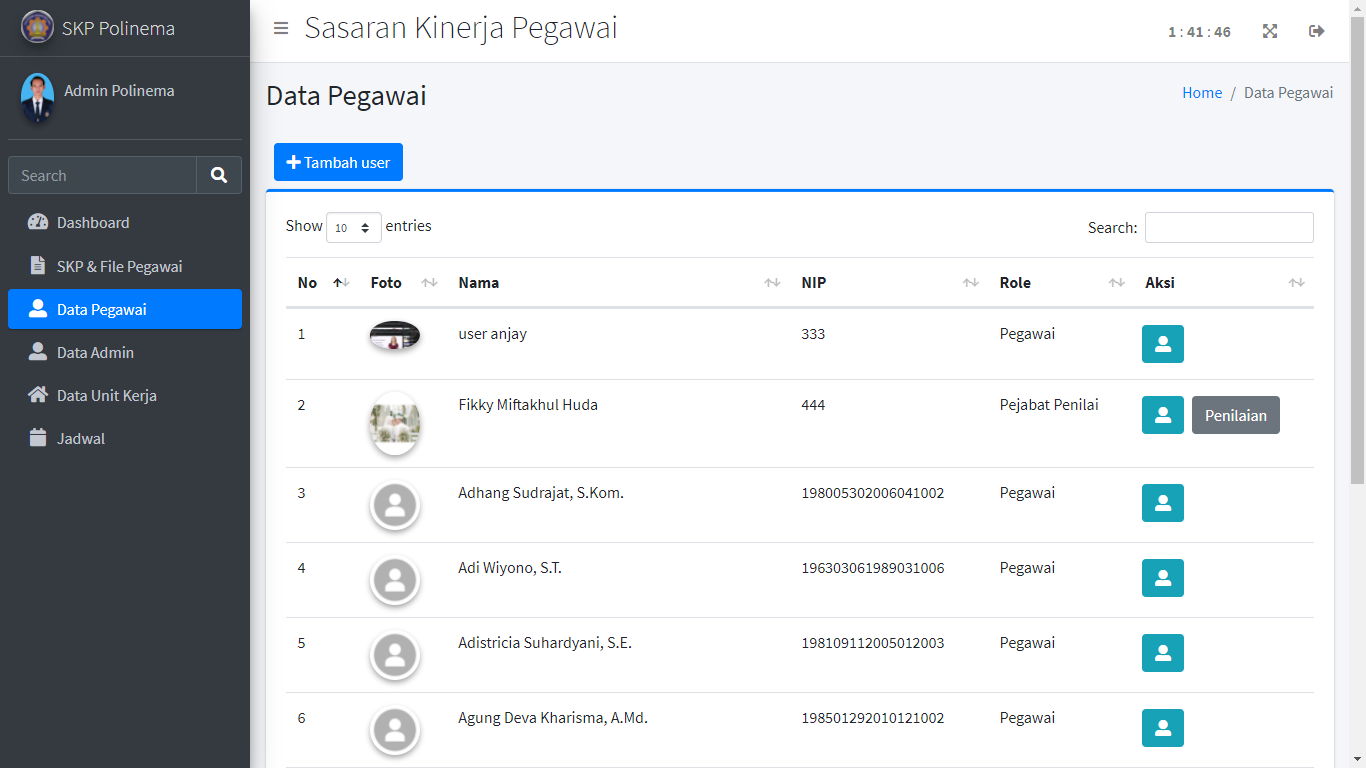 SKP Polinema
Sasaran Kinerja Pegawai
1 : 41 : 46
Admin Polinema
Search
Dashboard
SKP & File Pegawai
Data Pegawai
Data Admin
Data Unit Kerja
Jadwal
Data Pegawai
Home / Data Pegawai
Tambah user
Show 10 entries
Search:
No Foto Nama NIP Role Aksi
1 user anjay 333 Pegawai
2 Fikky Miftakhul Huda 444 Pejabat Penilai Penilaian
3 Adhang Sudrajat, S.Kom. 198005302006041002 Pegawai
4 Adi Wiyono, S.T. 196303061989031006 Pegawai
5 Adistricia Suhardyani, S.E. 198109112005012003 Pegawai
6 Agung Deva Kharisma, A.Md. 198501292010121002 Pegawai